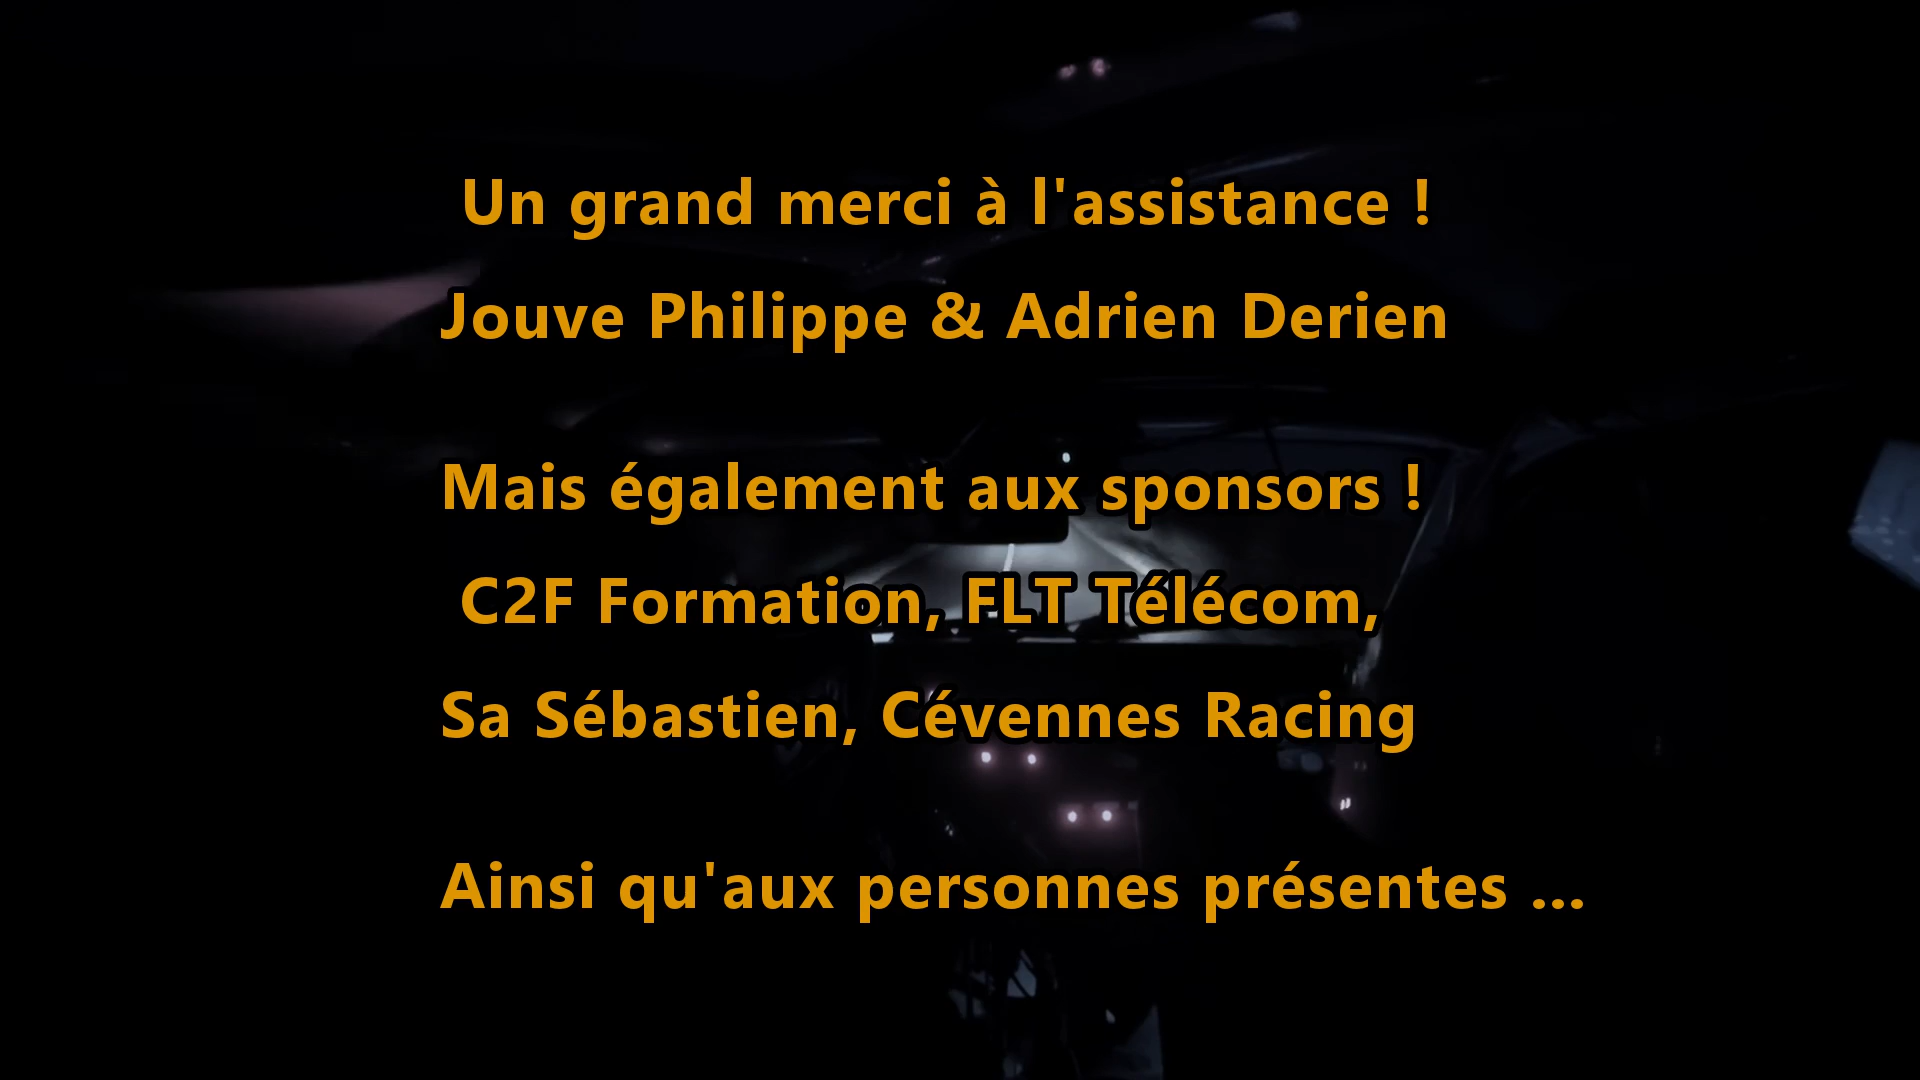 Un grand merci à l'assistance !
Jouve Philippe & Adrien Derien
Mais également aux sponsors !
C2F Formation, FLT Télécom,
Sa Sébastien, Cévennes Racing
Ainsi qu'aux personnes présentes ...